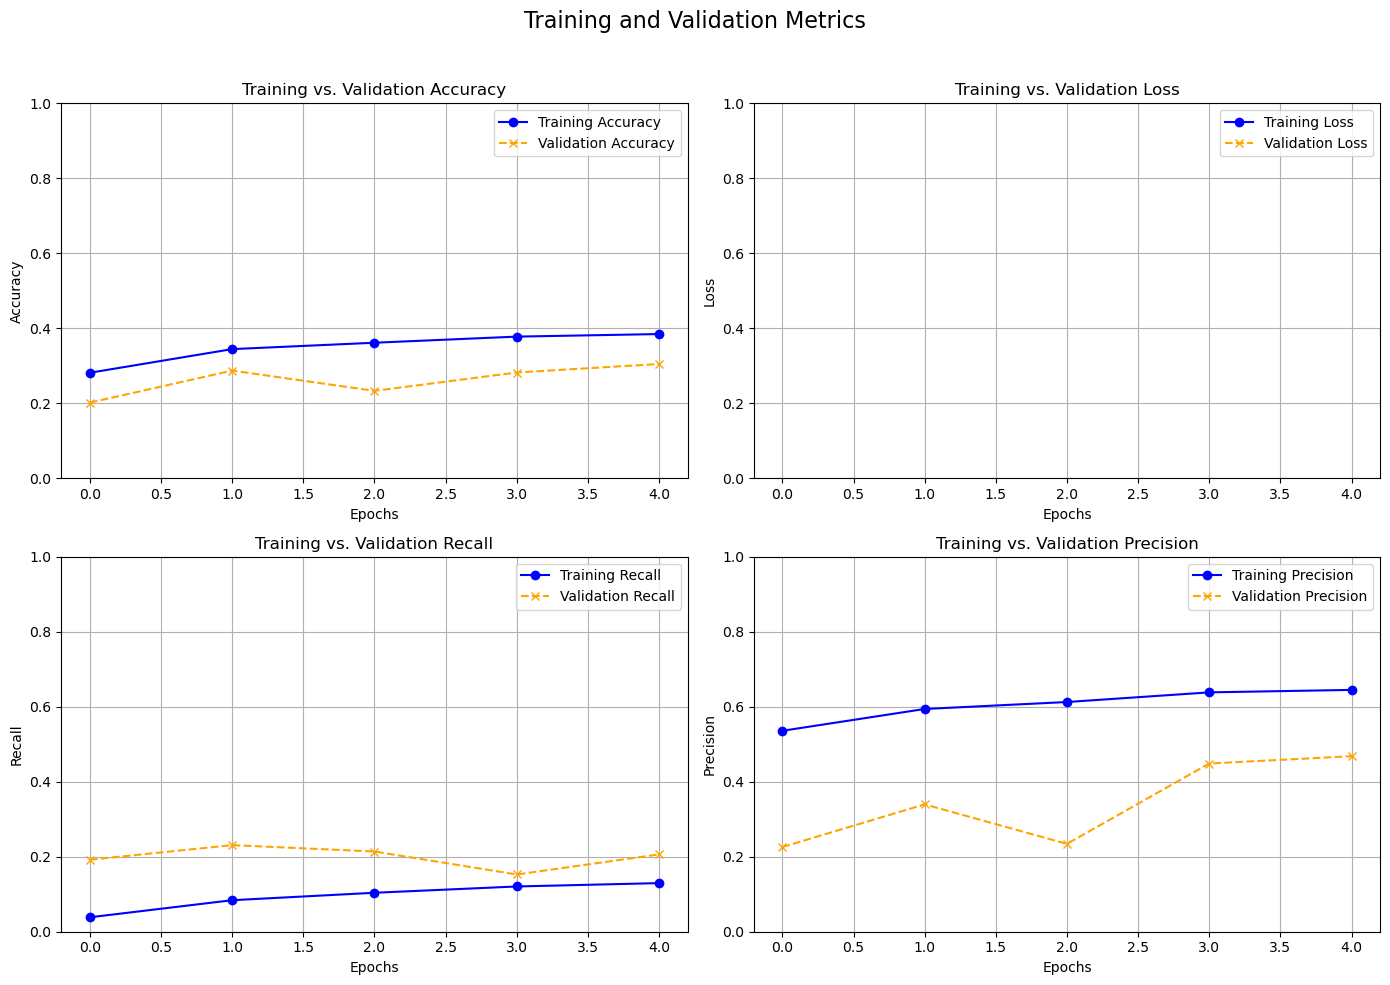 Training and Validation Metrics
Training vs. Validation Accuracy
1.0
0.8
0.6
0.4
0.2
0.0
Accuracy
Training Accuracy
Validation Accuracy
0.0 0.5 1.0 1.5 2.0 2.5 3.0 3.5 4.0
Epochs
Training vs. Validation Loss
1.0
0.8
0.6
0.4
0.2
0.0
Loss
Training Loss
Validation Loss
0.0 0.5 1.0 1.5 2.0 2.5 3.0 3.5 4.0
Epochs
Training vs. Validation Recall
1.0
0.8
0.6
0.4
0.2
0.0
Recall
Training Recall
Validation Recall
0.0 0.5 1.0 1.5 2.0 2.5 3.0 3.5 4.0
Epochs
Training vs. Validation Precision
1.0
0.8
0.6
0.4
0.2
0.0
Precision
Training Precision
Validation Precision
0.0 0.5 1.0 1.5 2.0 2.5 3.0 3.5 4.0
Epochs